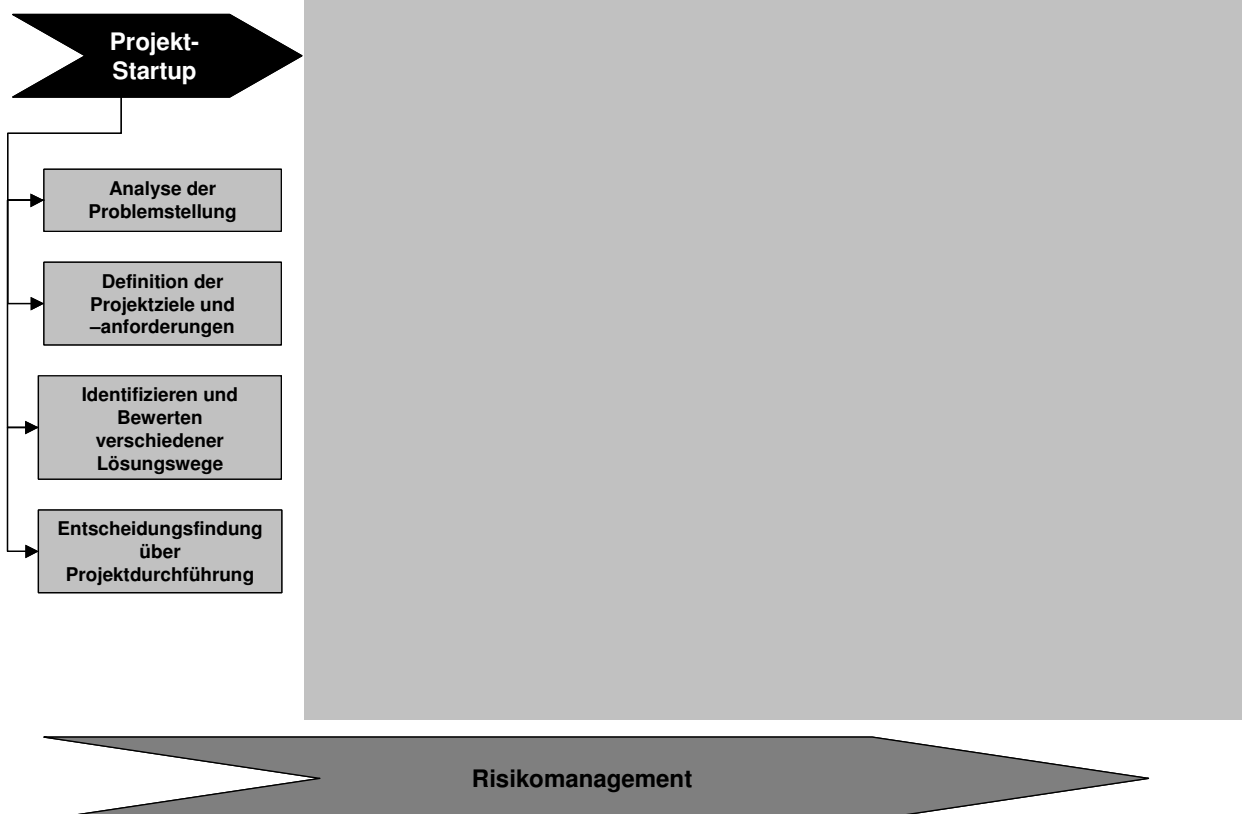 Projekt-
Startup
Analyse der
Problemstellung
Definition der
Projektziele und
–anforderungen
Identifizieren und
Bewerten
verschiedener
Lösungswege
Entscheidungsfindung
über
Projektdurchführung
Risikomanagement